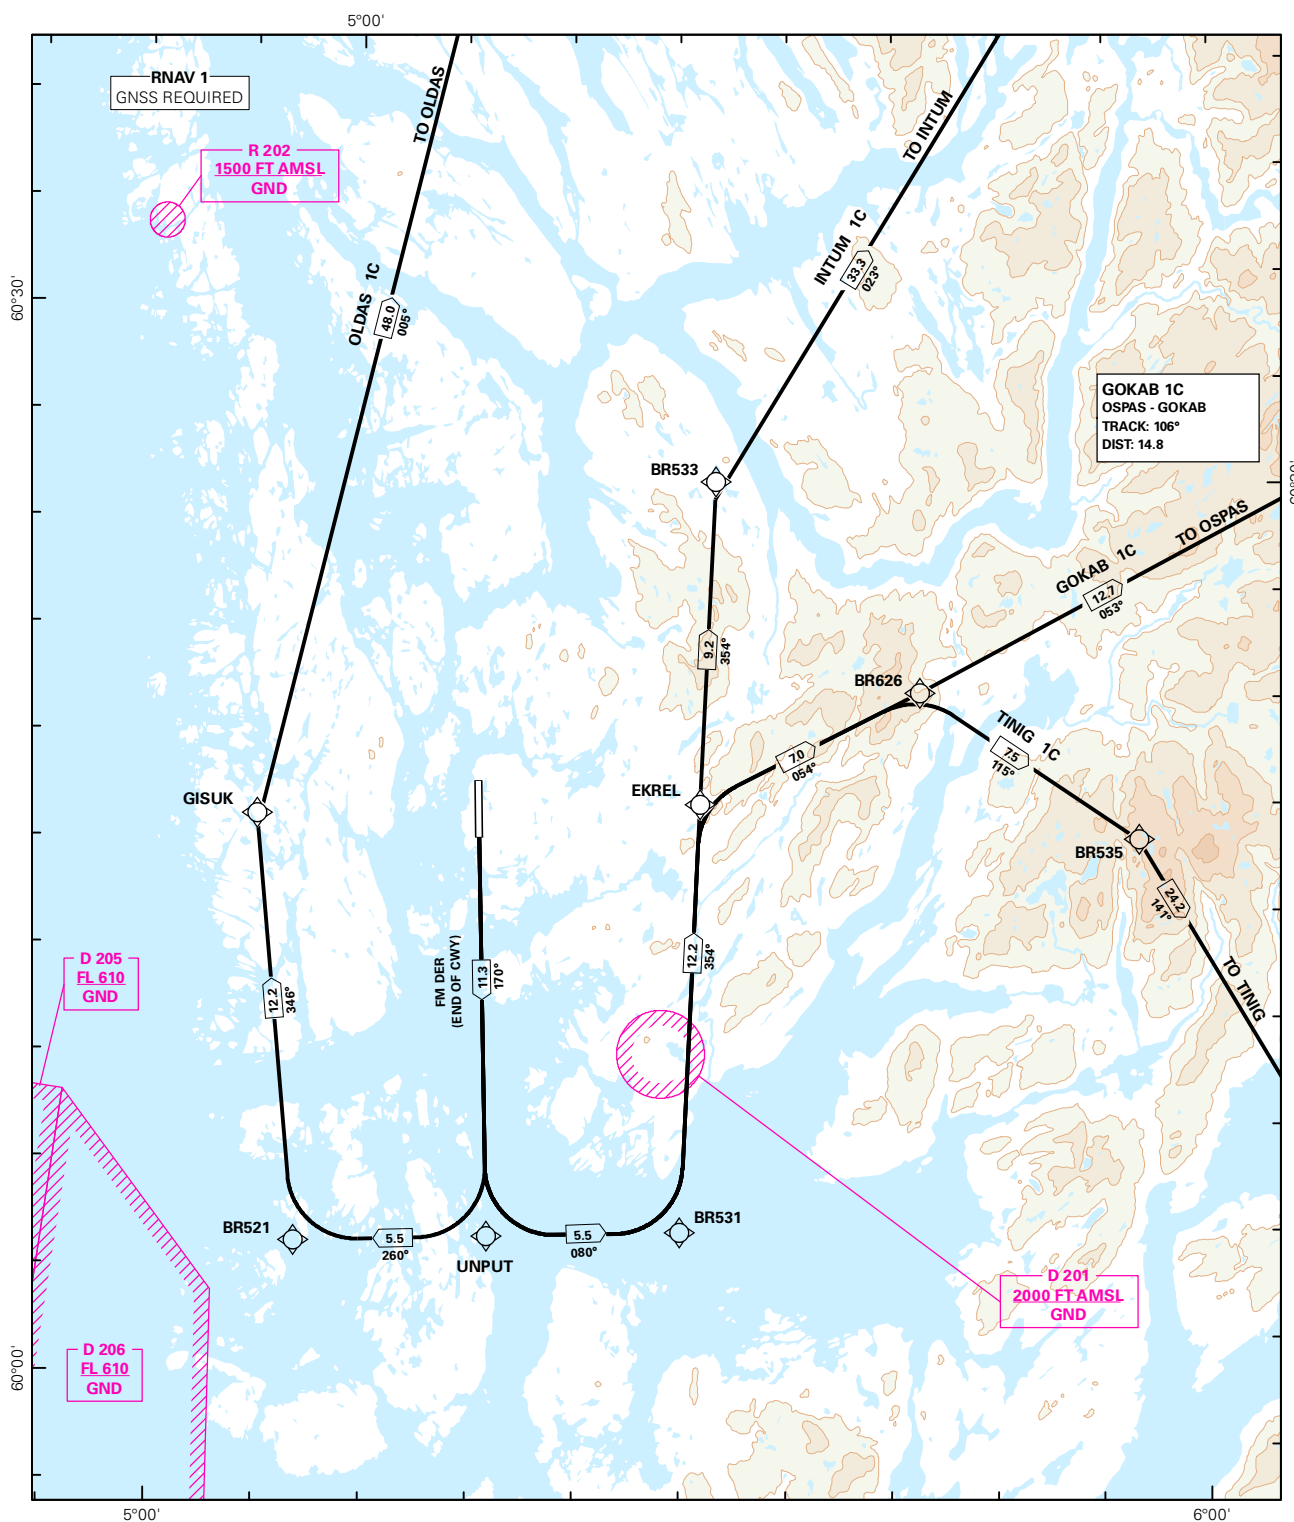 5°00'
RNAV 1
GNSS REQUIRED
TO OLDAS
TO INTUM
R 202
1500 FT AMSL
GND
INTUM 1C
33.3
023°
OLDAS 1C
48.0
005°
60°30'
GOKAB 1C
OSPAS - GOKAB
TRACK: 106°
DIST: 14.8
BR533
TO OSPAS
GOKAB 1C
12.7
053°
9.2
354°
BR626
TINIG 1C
7.5
115°
7.0
054°
EKREL
GISUK
BR535
24.2
141°
TO TINIG
D 205
FL 610
GND
FM DER
(END OF CWY)
11.3
170°
12.2
354°
12.2
346°
BR521
5.5
260°
UNPUT
5.5
080°
BR531
D 201
2000 FT AMSL
GND
D 206
FL 610
GND
60°00'
5°00'
6°00'